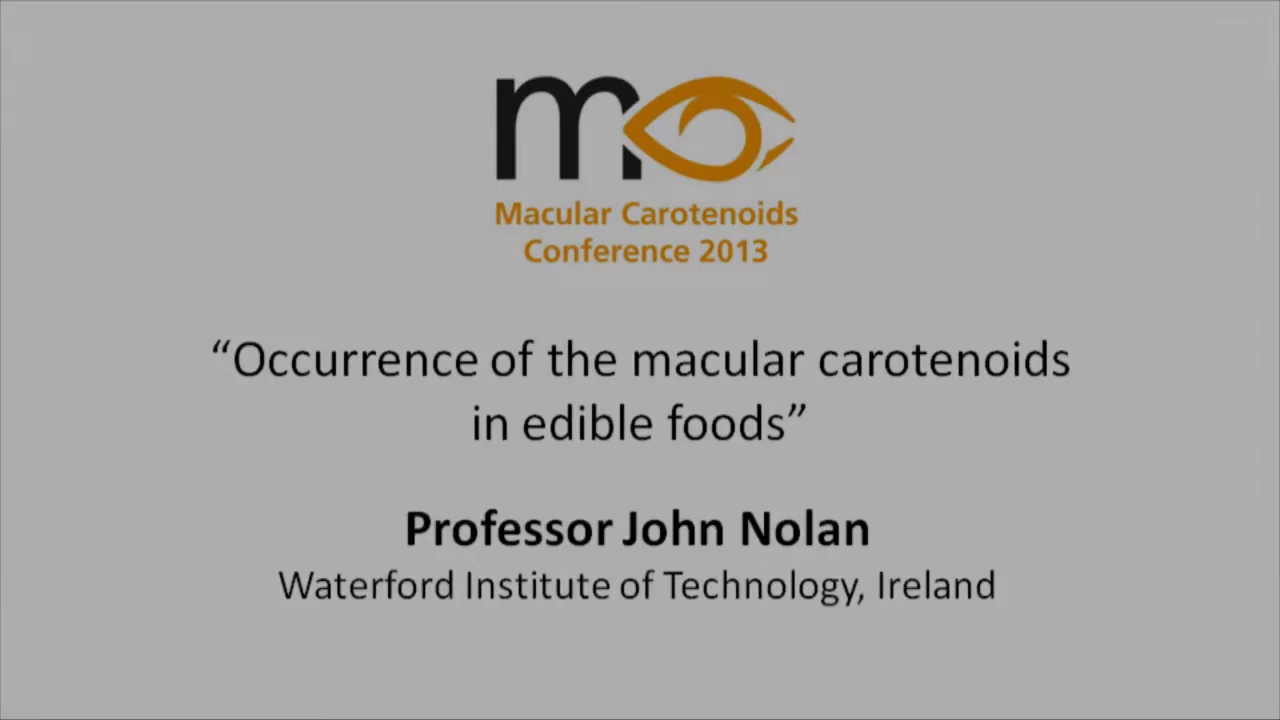 m
Macular Carotenoids
Conference 2013
“Occurrence of the macular carotenoids
in edible foods”
Professor John Nolan
Waterford Institute of Technology, Ireland